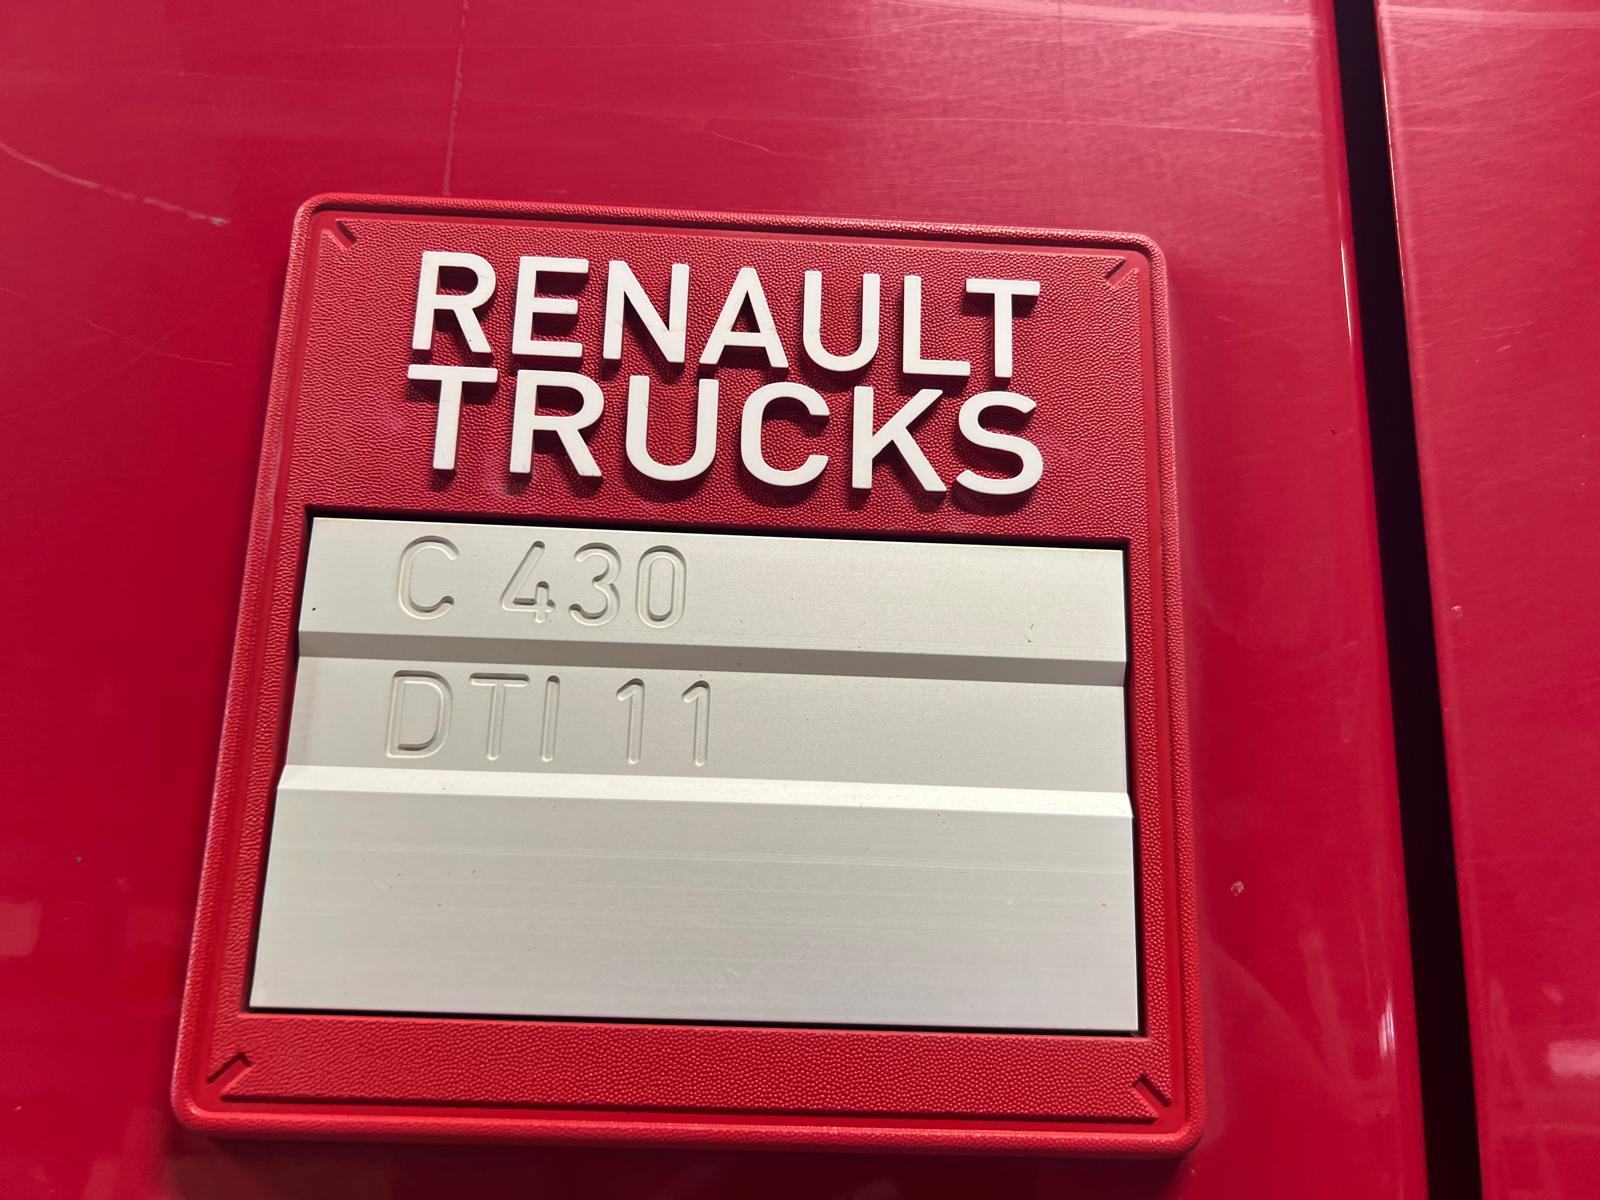 RENAULT
TRUCKS
C 430
DTI 11